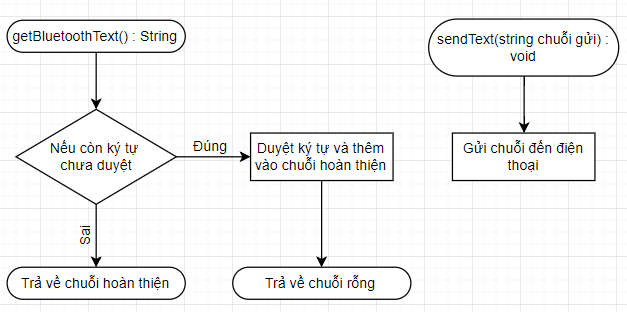 getBluetoothText() : String
Nếu còn ký tự
chưa duyệt
Đúng
Duyệt ký tự và thêm
vào chuỗi hoàn thiện
Sai
Trả về chuỗi hoàn thiện
Trả về chuỗi rỗng
sendText(string chuỗi gửi) :
void
Gửi chuỗi đến điện
thoại